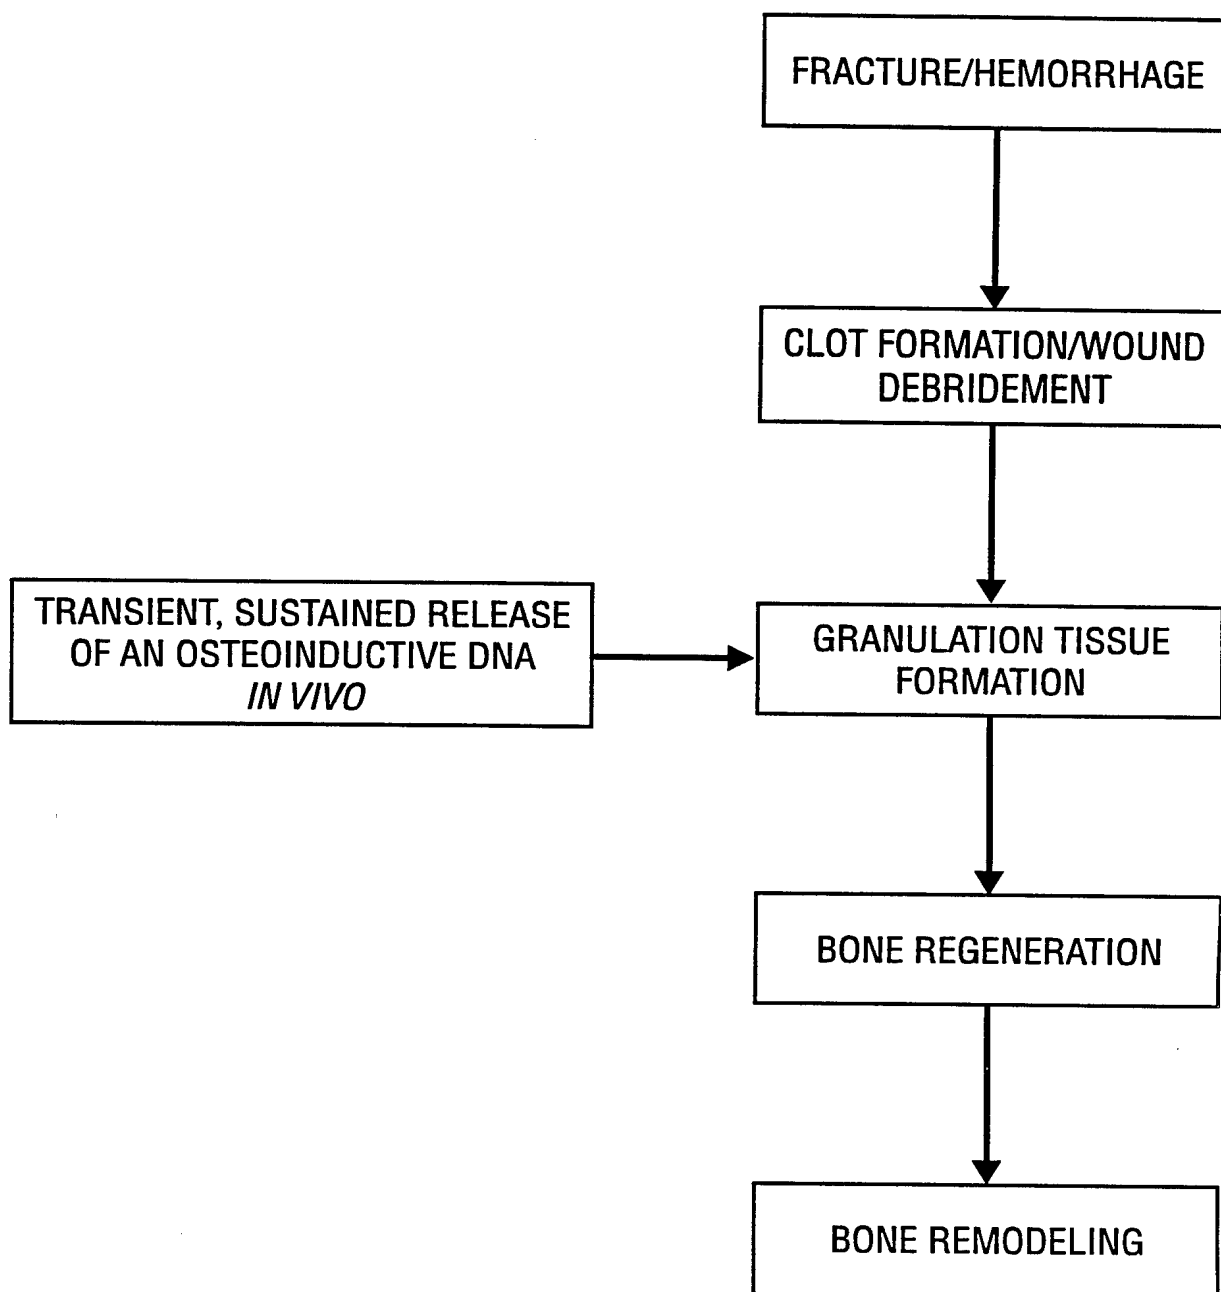 FRACTURE/HEMORRHAGE
CLOT FORMATION/WOUND
DEBRIDEMENT
TRANSIENT, SUSTAINED RELEASE
OF AN OSTEOINDUCTIVE DNA
IN VIVO
GRANULATION TISSUE
FORMATION
BONE REGENERATION
BONE REMODELING